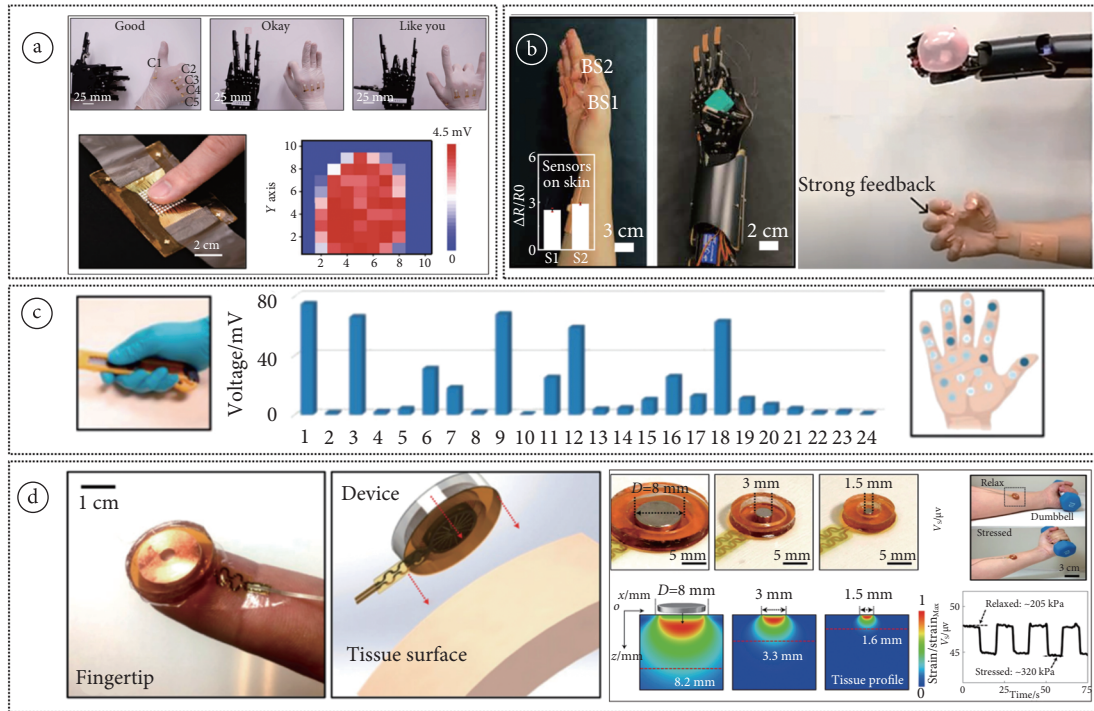 a
Good
Okay
Like you
C1
C2
C3
C4
C5
25 mm
25 mm
25 mm
2 cm
4.5 mV
0
Y axis
10
8
6
4
2
2 4 6 8 10
b
BS2
BS1
6
3
0
ΔR/R0
Sensors
on skin
S1 S2
3 cm
2 cm
Strong feedback
c
Voltage/mV
80
40
0
1 2 3 4 5 6 7 8 9 10 11 12 13 14 15 16 17 18 19 20 21 22 23 24
d
1 cm
Fingertip
Device
Tissue surface
D=8 mm
3 mm
1.5 mm
5 mm
5 mm
5 mm
Vs/μv
Relax
Dumbbell
Stressed
3 cm
D=8 mm
3 mm
1.5 mm
x/mm
o
z/mm
8.2 mm
3.3 mm
1.6 mm
Tissue profile
1
0
Strain/strainMax
Vs/μv
50
45
Relaxed: ~205 kPa
Stressed: ~320 kPa
0 25 50 75
Time/s